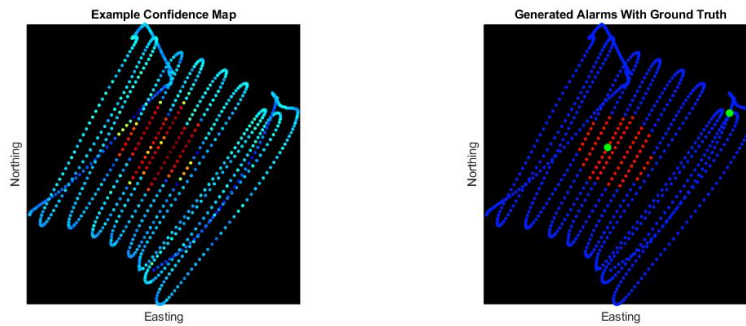 Example Confidence Map
Northing
Easting
Generated Alarms With Ground Truth
Northing
Easting